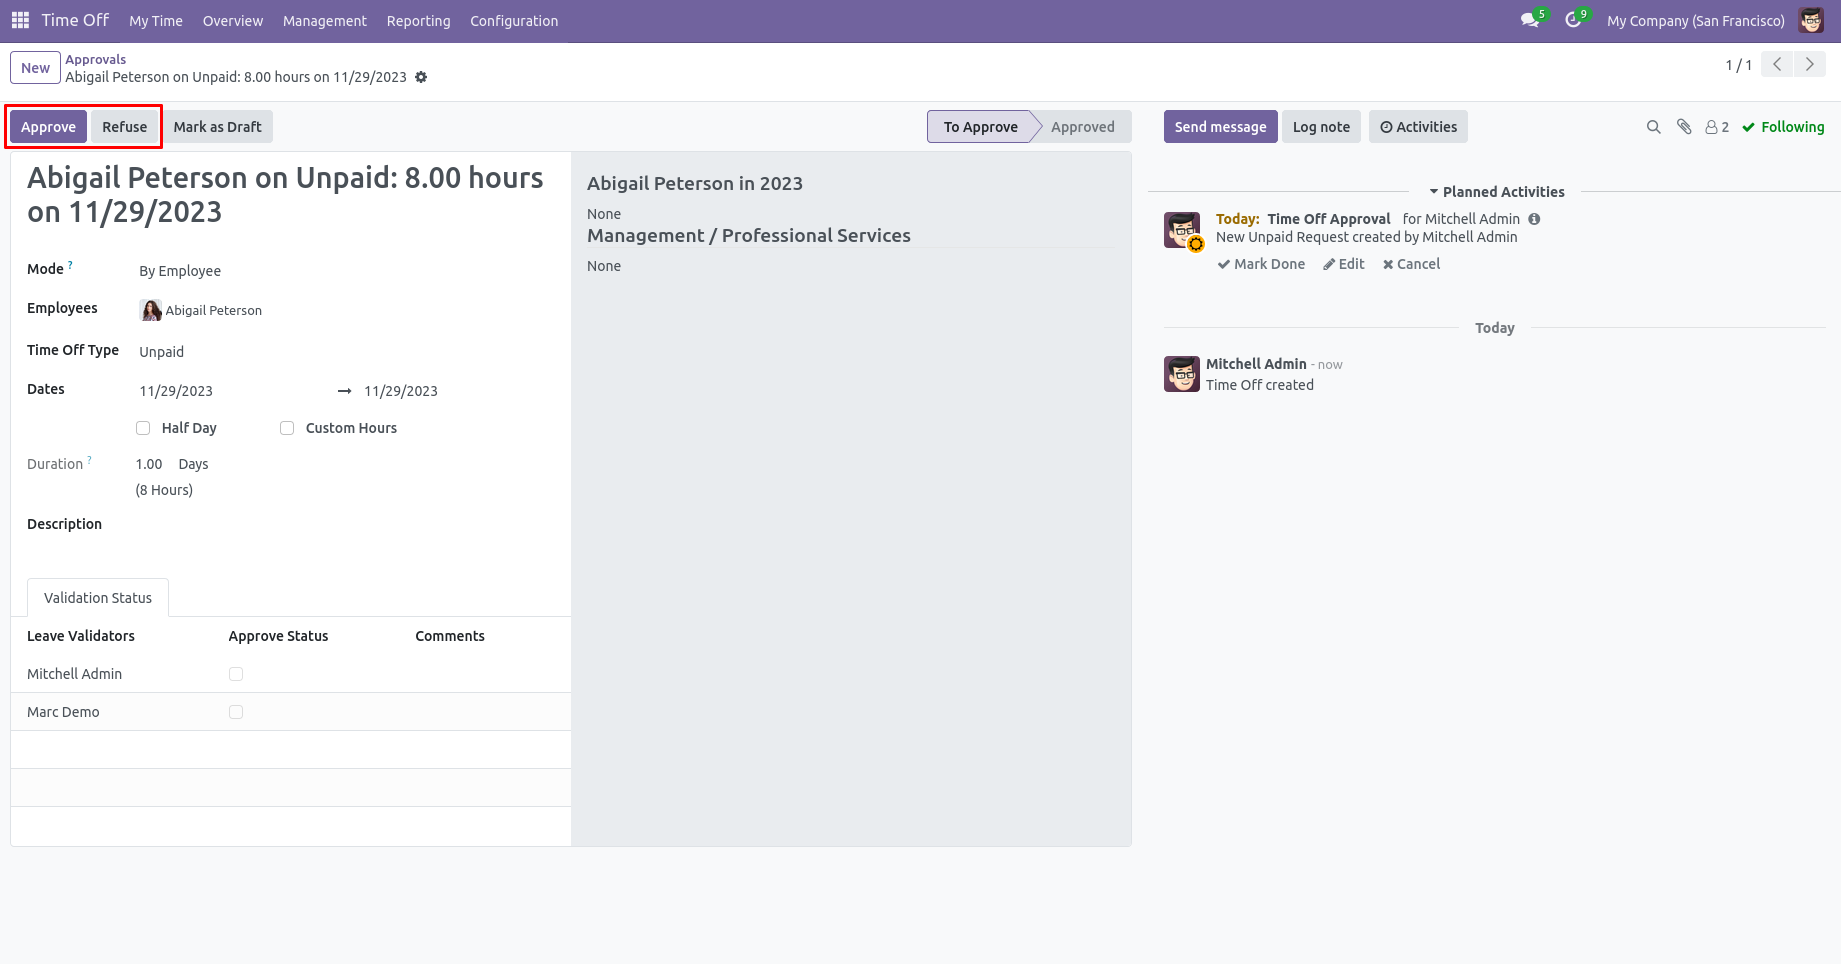 Time Off My Time Overview Management Reporting Configuration 5 9 My Company (San Francisco)
New Approvals
Abigail Peterson on Unpaid: 8.00 hours on 11/29/2023
1 / 1
Approve Refuse Mark as Draft To Approve Approved Send message Log note Activities 2 Following
Abigail Peterson on Unpaid: 8.00 hours
on 11/29/2023
Mode ? By Employee
Employees Abigail Peterson
Time Off Type Unpaid
Dates 11/29/2023 → 11/29/2023
Half Day Custom Hours
Duration ? 1.00 Days
(8 Hours)
Description
Validation Status
Leave Validators Approve Status Comments
Mitchell Admin
Marc Demo
Abigail Peterson in 2023
None
Management / Professional Services
None
Planned Activities
Today: Time Off Approval for Mitchell Admin
New Unpaid Request created by Mitchell Admin
Mark Done Edit Cancel
Today
Mitchell Admin - now
Time Off created